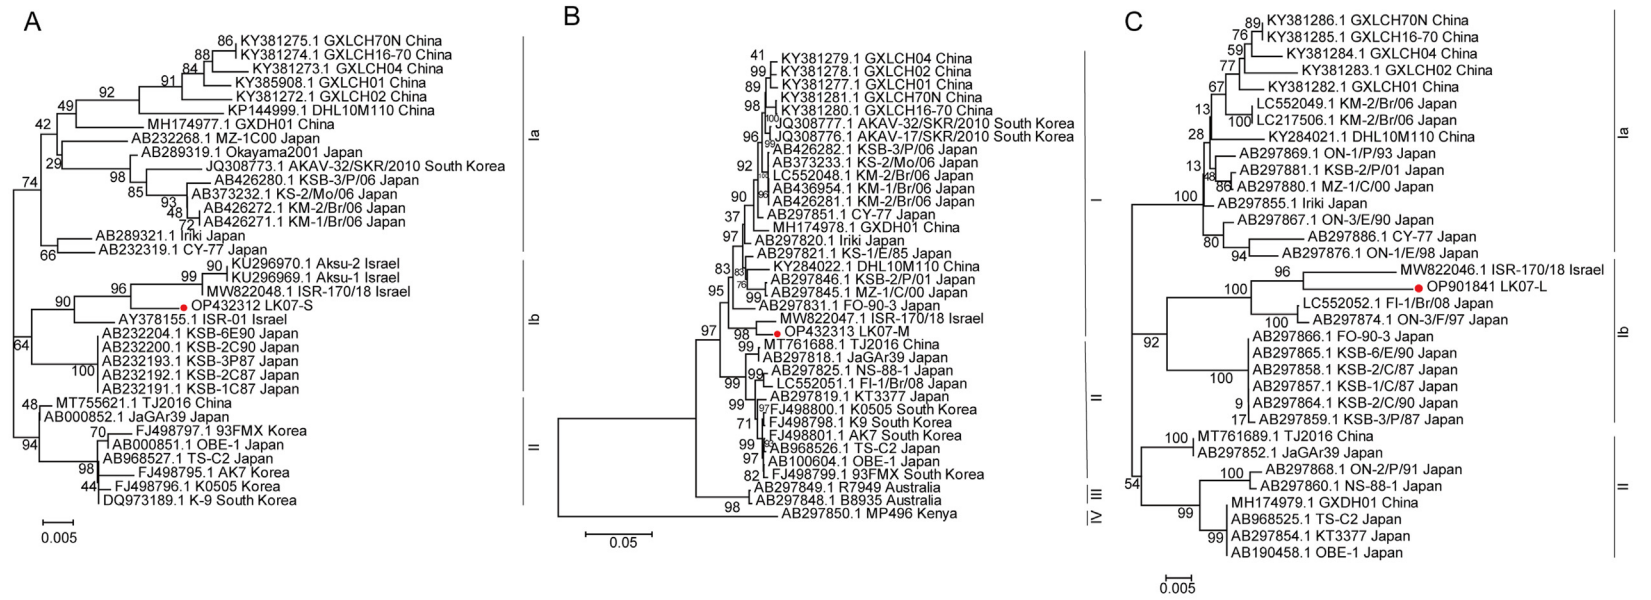 A
86 KY381275.1 GXLCH70N China
88 KY381274.1 GXLCH16-70 China
84 KY381273.1 GXLCH04 China
91 KY385908.1 GXLCH01 China
92 KY381272.1 GXLCH02 China
49 KP144999.1 DHL10M110 China
42 MH174977.1 GXDH01 China
AB232268.1 MZ-1C00 Japan
AB289319.1 Okayama2001 Japan
29 JQ308773.1 AKAV-32/SKR/2010 South Korea
98 AB426280.1 KSB-3/P/06 Japan
74 85 AB373232.1 KS-2/Mo/06 Japan
93 AB426272.1 KM-2/Br/06 Japan
48 AB426271.1 KM-1/Br/06 Japan
72
AB289321.1 Iriki Japan
66 AB232319.1 CY-77 Japan
90 KU296970.1 Aksu-2 Israel
99 KU296969.1 Aksu-1 Israel
96 MW822048.1 ISR-170/18 Israel
90 OP432312 LK07-S
AY378155.1 ISR-01 Israel
AB232204.1 KSB-6E90 Japan
64 AB232200.1 KSB-2C90 Japan
AB232193.1 KSB-3P87 Japan
100 AB232192.1 KSB-2C87 Japan
AB232191.1 KSB-1C87 Japan
48 MT755621.1 TJ2016 China
AB000852.1 JaGAr39 Japan
70 FJ498797.1 93FMX Korea
94 AB000851.1 OBE-1 Japan
AB968527.1 TS-C2 Japan
98 FJ498795.1 AK7 Korea
44 FJ498796.1 K0505 Korea
DQ973189.1 K-9 South Korea
0.005
Ia
Ib
II
B
41 KY381279.1 GXLCH04 China
99 KY381278.1 GXLCH02 China
89 KY381277.1 GXLCH01 China
KY381281.1 GXLCH70N China
98 KY381280.1 GXLCH16-70 China
100 JQ308777.1 AKAV-32/SKR/2010 South Korea
96 JQ308776.1 AKAV-17/SKR/2010 South Korea
99 AB426282.1 KSB-3/P/06 Japan
92 AB373233.1 KS-2/Mo/06 Japan
100 LC552048.1 KM-2/Br/06 Japan
90 96 AB436954.1 KM-1/Br/06 Japan
AB426281.1 KM-2/Br/06 Japan
37 AB297851.1 CY-77 Japan
MH174978.1 GXDH01 China
97 AB297820.1 Iriki Japan
AB297821.1 KS-1/E/85 Japan
83 83 KY284022.1 DHL10M110 China
76 AB297846.1 KSB-2/P/01 Japan
95 99 AB297845.1 MZ-1/C/00 Japan
AB297831.1 FO-90-3 Japan
MW822047.1 ISR-170/18 Israel
97 98 OP432313 LK07-M
99 MT761688.1 TJ2016 China
AB297818.1 JaGAr39 Japan
99 AB297825.1 NS-88-1 Japan
99 LC552051.1 FI-1/Br/08 Japan
AB297819.1 KT3377 Japan
99 97 FJ498800.1 K0505 South Korea
71 FJ498798.1 K9 South Korea
FJ498801.1 AK7 South Korea
99 AB968526.1 TS-C2 Japan
97 AB100604.1 OBE-1 Japan
82 FJ498799.1 93FMX South Korea
AB297849.1 R7949 Australia
98 AB297848.1 B8935 Australia
AB297850.1 MP496 Kenya
0.05
I
II
III
IV
C
89 KY381286.1 GXLCH70N China
76 KY381285.1 GXLCH16-70 China
59 KY381284.1 GXLCH04 China
77 KY381283.1 GXLCH02 China
67 KY381282.1 GXLCH01 China
LC552049.1 KM-2/Br/06 Japan
13 100 LC217506.1 KM-2/Br/06 Japan
28 KY284021.1 DHL10M110 China
AB297869.1 ON-1/P/93 Japan
13 AB297881.1 KSB-2/P/01 Japan
48 86 AB297880.1 MZ-1/C/00 Japan
100 AB297855.1 Iriki Japan
AB297867.1 ON-3/E/90 Japan
80 AB297886.1 CY-77 Japan
94 AB297876.1 ON-1/E/98 Japan
96 MW822046.1 ISR-170/18 Israel
100 OP901841 LK07-L
LC552052.1 FI-1/Br/08 Japan
100 AB297874.1 ON-3/F/97 Japan
92 AB297866.1 FO-90-3 Japan
AB297865.1 KSB-6/E/90 Japan
100 AB297858.1 KSB-2/C/87 Japan
AB297857.1 KSB-1/C/87 Japan
9 AB297864.1 KSB-2/C/90 Japan
17 AB297859.1 KSB-3/P/87 Japan
100 MT761689.1 TJ2016 China
AB297852.1 JaGAr39 Japan
100 AB297868.1 ON-2/P/91 Japan
54 AB297860.1 NS-88-1 Japan
MH174979.1 GXDH01 China
99 AB968525.1 TS-C2 Japan
99 AB297854.1 KT3377 Japan
AB190458.1 OBE-1 Japan
0.005
Ia
Ib
II